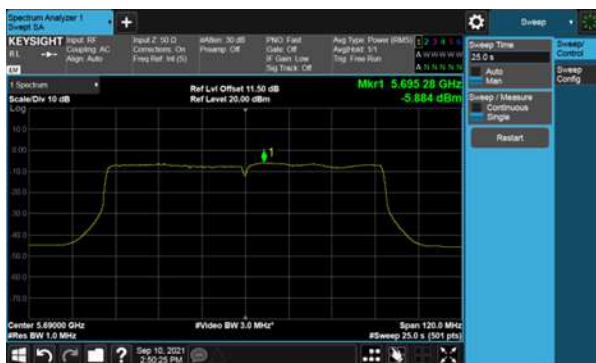 Spectrum Analyzer 1
Swept SA
+
Sweep
KEYSIGHT
Input: RF
Coupling: AC
Align: Auto
Input Z: 50 Ω
Corrections: On
Freq Ref: Int (S)
#Atten: 30 dB
Preamp: Off
PNO: Fast
Gate: Off
IF Gain: Low
Sig Track: Off
Avg Type: Power (RMS)
Avg|Hold: 1/1
Trig: Free Run
1 2 3 4 5 6
A W W W W W
A N N N N N
1 Spectrum
Scale/Div 10 dB
Log
Ref Lvl Offset 11.50 dB
Ref Level 20.00 dBm
Mkr1 5.695 28 GHz
-5.884 dBm
10.0
0.00
-10.0
-20.0
-30.0
-40.0
-50.0
-60.0
-70.0
1
Center 5.69000 GHz
#Res BW 1.0 MHz
#Video BW 3.0 MHz*
Span 120.0 MHz
#Sweep 25.0 s (501 pts)
Sweep Time
25.0 s
Auto
Man
Sweep / Measure
Continuous
Single
Restart
Sweep/
Control
Sweep
Config
?
Sep 10, 2021
2:50:25 PM